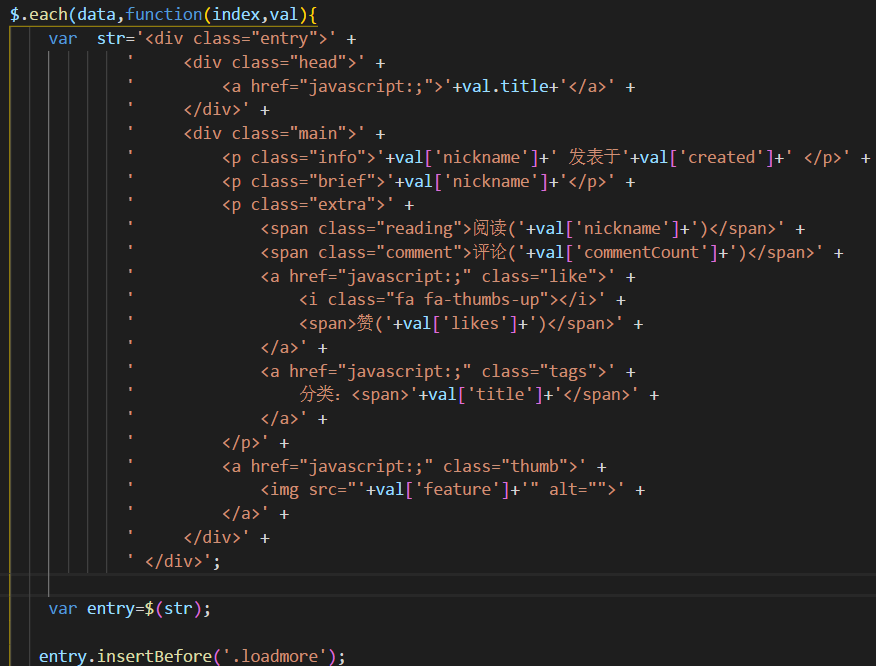 $.each(data,function(index,val){
var  str='<div class="entry">' +
'     <div class="head">' +
'         <a href="javascript:;">'+val.title+'</a>' +
'     </div>' +
'     <div class="main">' +
'         <p class="info">'+val['nickname']+' 发表于'+val['created']+' </p>' +
'         <p class="brief">'+val['nickname']+'</p>' +
'         <p class="extra">' +
'             <span class="reading">阅读('+val['nickname']+')</span>' +
'             <span class="comment">评论('+val['commentCount']+')</span>' +
'             <a href="javascript:;" class="like">' +
'                 <i class="fa fa-thumbs-up"></i>' +
'                 <span>赞('+val['likes']+')</span>' +
'             </a>' +
'             <a href="javascript:;" class="tags">' +
'                 分类：<span>'+val['title']+'</span>' +
'             </a>' +
'         </p>' +
'         <a href="javascript:;" class="thumb">' +
'             <img src="'+val['feature']+'" alt="">' +
'         </a>' +
'     </div>' +
' </div>';
var entry=$(str);
entry.insertBefore('.loadmore');